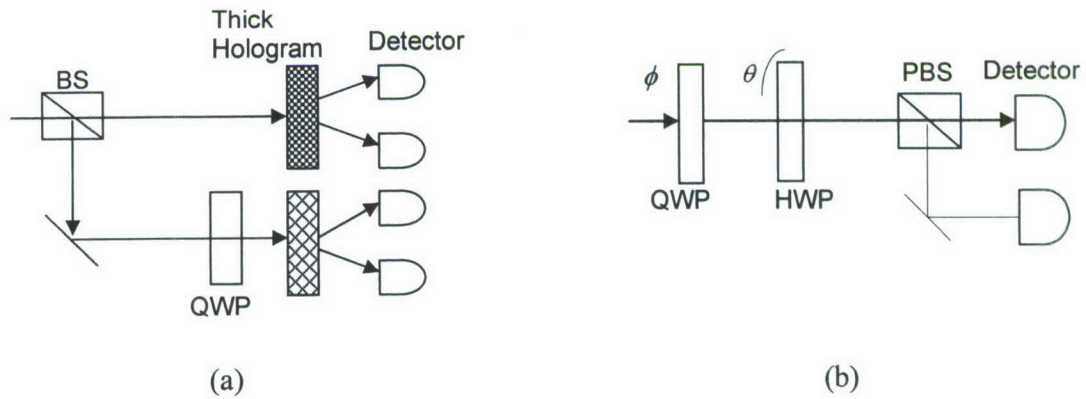 Thick
Hologram
Detector
BS
QWP
(a)
ϕ
θ
PBS
Detector
QWP
HWP
(b)